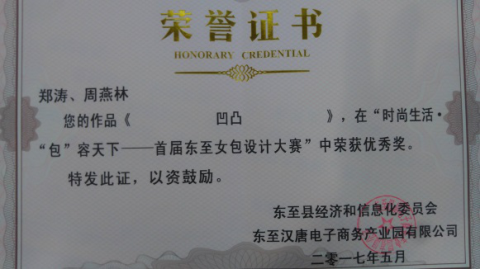 荣誉证书
HONORARY CREDENTIAL
郑涛、周燕林
您的作品《 凹凸 》，在“时尚生活·
“包”容天下——首届东至女包设计大赛”中荣获优秀奖。
特发此证，以资鼓励。
东至县经济和信息化委员会
东至汉唐电子商务产业园有限公司
二零一七年五月